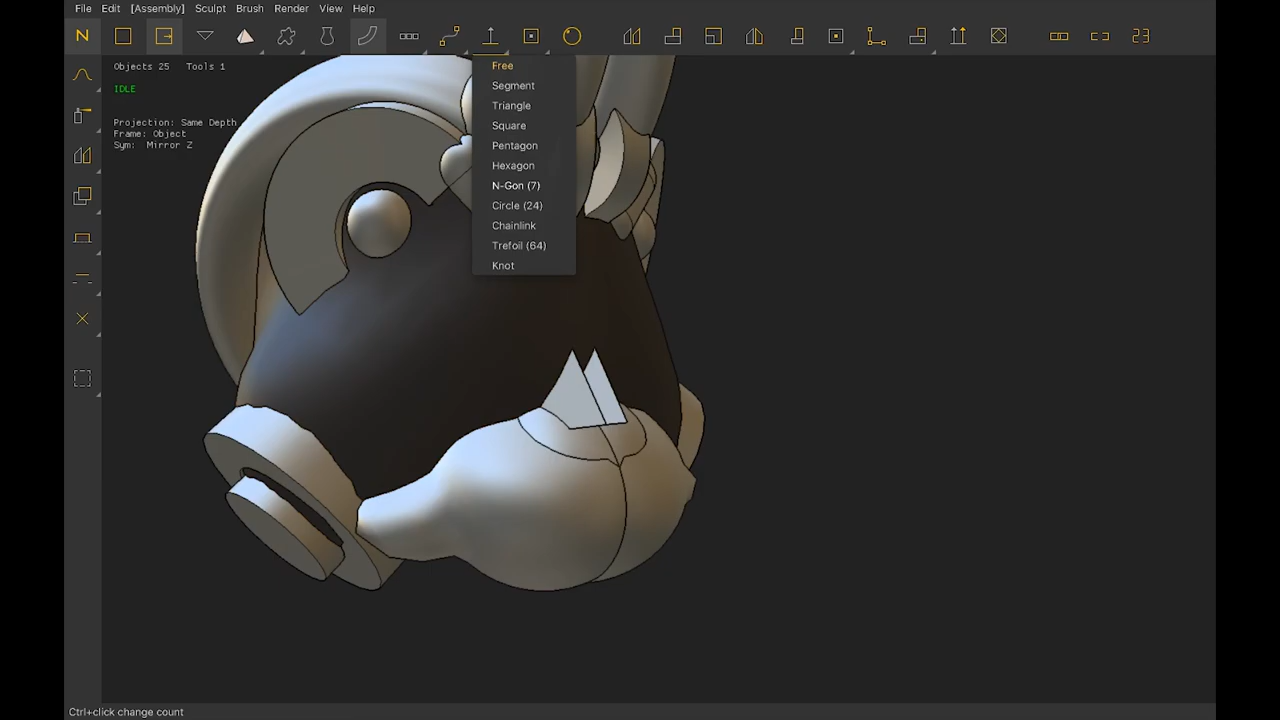 File Edit [Assembly] Sculpt Brush Render View Help
N
23
Objects 25 Tools 1
IDLE
Projection: Same Depth
Frame: Object
Sym: Mirror Z
Free
Segment
Triangle
Square
Pentagon
Hexagon
N-Gon (7)
Circle (24)
Chainlink
Trefoil (64)
Knot
Ctrl+click change count